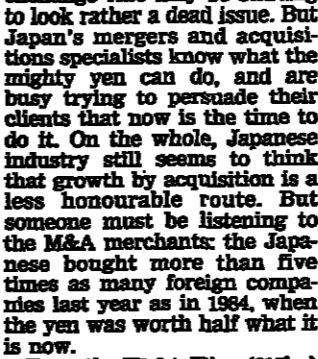 to look rather a dead issue. But
Japan's mergers and acquisi-
tions specialists know what the
mighty yen can do, and are
busy trying to persuade their
clients that now is the time to
do it. On the whole, Japanese
industry still seems to think
that growth by acquisition is a
less honourable route. But
someone must be listening to
the M&A merchants: the Japa-
nese bought more than five
times as many foreign compa-
nies last year as in 1984, when
the yen was worth half what it
is now.